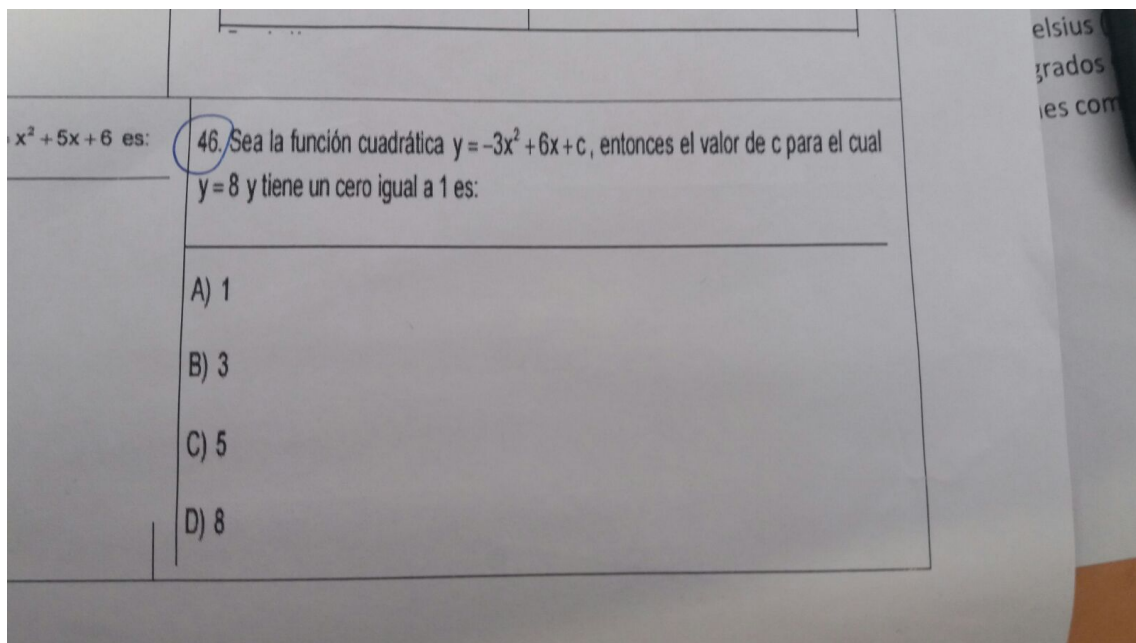 elsius
grados
es com
x² + 5x + 6 es:
46. Sea la función cuadrática y = −3x² + 6x + c, entonces el valor de c para el cual
y = 8 y tiene un cero igual a 1 es:
A) 1
B) 3
C) 5
D) 8